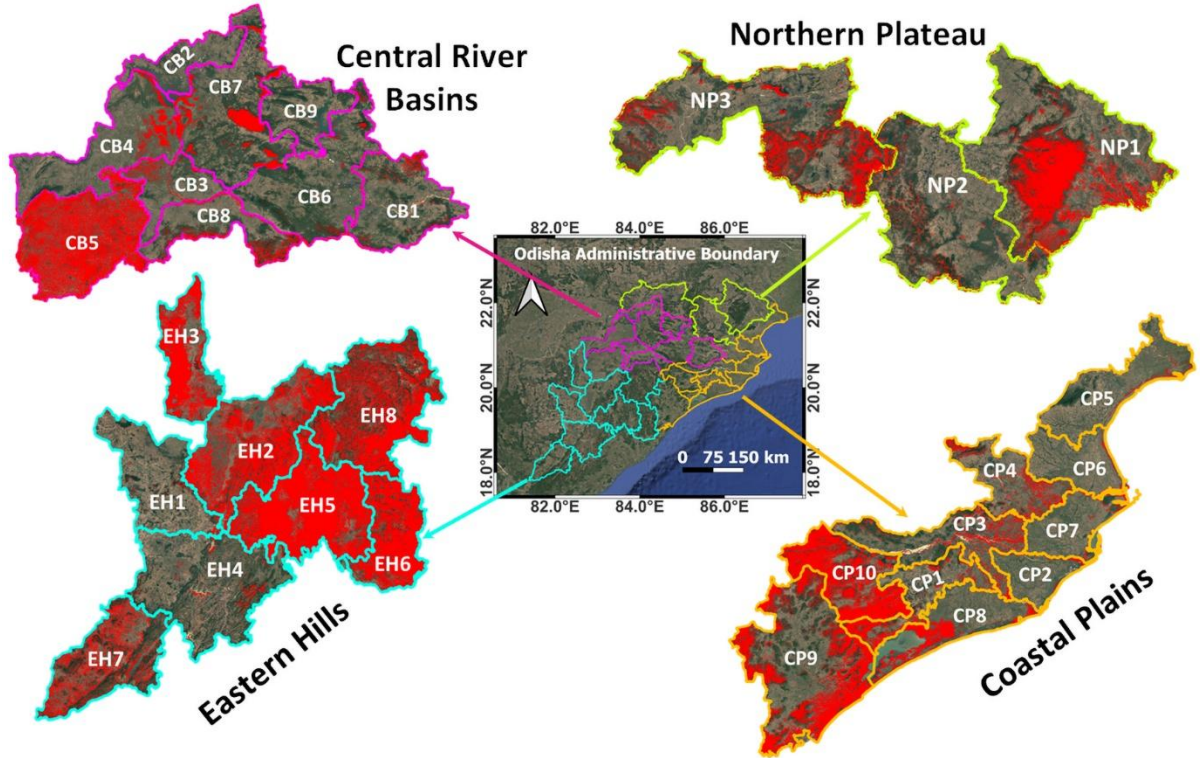 Central River
Basins
CB2
CB7
CB9
CB4
CB3
CB6
CB8
CB1
CB5
Northern Plateau
NP3
NP1
NP2
82.0°E 84.0°E 86.0°E
Odisha Administrative Boundary
22.0°N 22.0°N
20.0°N 20.0°N
18.0°N 18.0°N
0 75 150 km
82.0°E 84.0°E 86.0°E
EH3
EH8
EH2
EH1
EH5
EH6
EH4
EH7
Eastern Hills
CP5
CP4
CP6
CP3
CP7
CP10
CP1
CP2
CP8
CP9
Coastal Plains